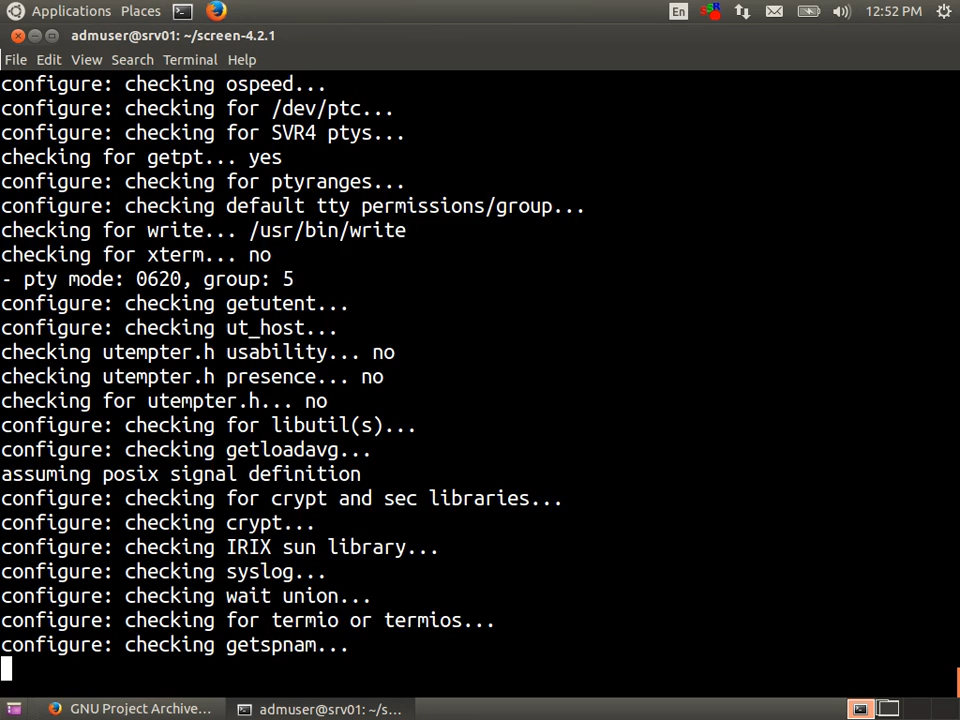 Applications Places En 12:52 PM
admuser@srv01: ~/screen-4.2.1
File Edit View Search Terminal Help
configure: checking ospeed...
configure: checking for /dev/ptc...
configure: checking for SVR4 ptys...
checking for getpt... yes
configure: checking for ptyranges...
configure: checking default tty permissions/group...
checking for write... /usr/bin/write
checking for xterm... no
- pty mode: 0620, group: 5
configure: checking getutent...
configure: checking ut_host...
checking utempter.h usability... no
checking utempter.h presence... no
checking for utempter.h... no
configure: checking for libutil(s)...
configure: checking getloadavg...
assuming posix signal definition
configure: checking for crypt and sec libraries...
configure: checking crypt...
configure: checking IRIX sun library...
configure: checking syslog...
configure: checking wait union...
configure: checking for termio or termios...
configure: checking getspnam...
GNU Project Archive... admuser@srv01: ~/s...